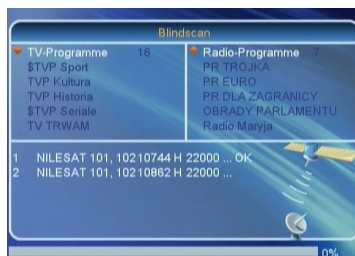 Blindscan
TV-Programme 16
$TVP Sport
TVP Kultura
TVP Historia
$TVP Seriale
TV TRWAM
Radio-Programme 7
PR TROJKA
PR EURO
PR DLA ZAGRANICY
OBRADY PARLAMENTU
Radio Maryja
1 NILESAT 101, 10210744 H 22000 ... OK
2 NILESAT 101, 10210862 H 22000 ...
0%